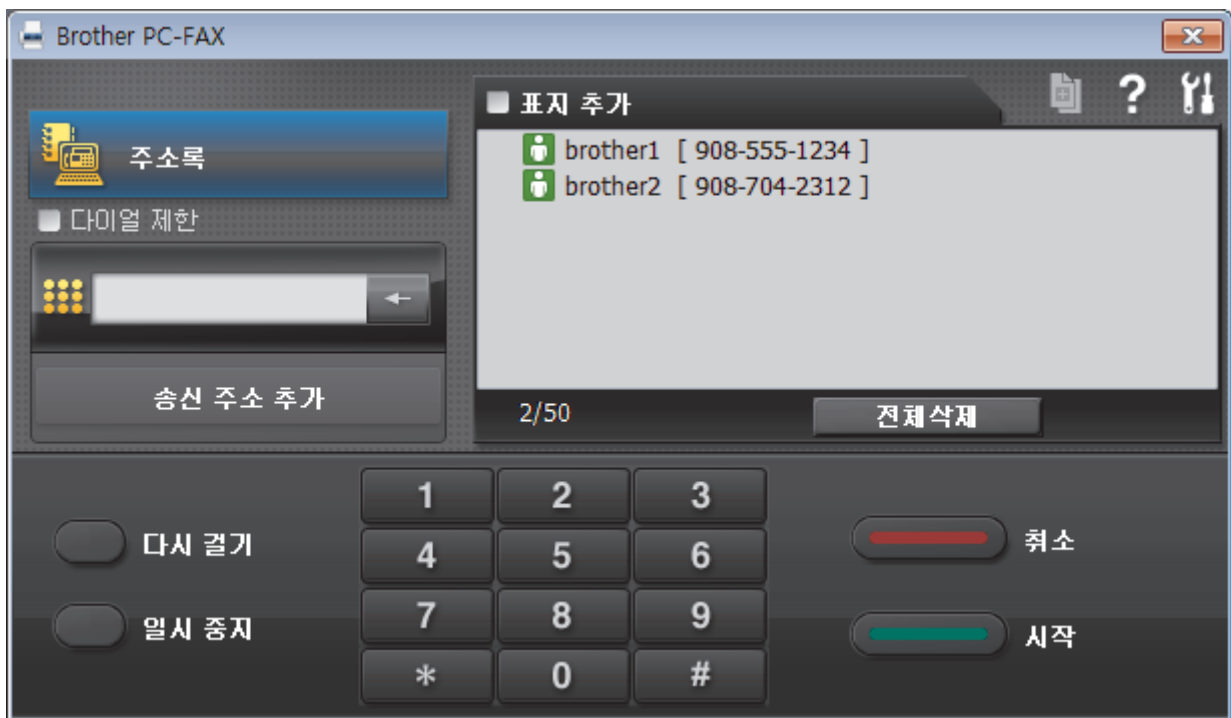 Brother PC-FAX
주소록
다이얼 제한
송신 주소 추가
표지 추가
?
brother1 [ 908-555-1234 ]
brother2 [ 908-704-2312 ]
2/50
전체삭제
다시 걸기
일시 중지
1 2 3
4 5 6
7 8 9
* 0 #
취소
시작